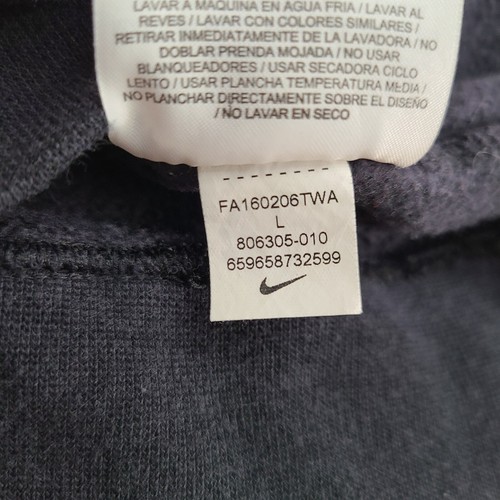 LAVAR A MAQUINA EN AGUA FRIA / LAVAR AL
REVES / LAVAR CON COLORES SIMILARES /
RETIRAR INMEDIATAMENTE DE LA LAVADORA / NO
DOBLAR PRENDA MOJADA / NO USAR
BLANQUEADORES / USAR SECADORA CICLO
LENTO / USAR PLANCHA TEMPERATURA MEDIA /
NO PLANCHAR DIRECTAMENTE SOBRE EL DISEÑO
/ NO LAVAR EN SECO
FA160206TWA
L
806305-010
659658732599